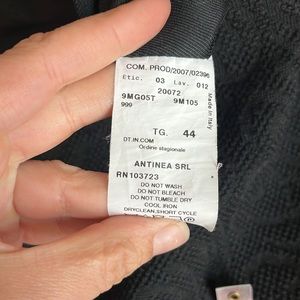 COM. PROD/2007/02396
Etic. 03 Lav. 012
20072
9MG05T 9M105
999
Made in Italy
TG. 44
DT.IN.COM
Ordine stagionale
ANTINEA SRL
RN103723
DO NOT WASH
DO NOT BLEACH
DO NOT TUMBLE DRY
COOL IRON
DRYCLEAN,SHORT CYCLE